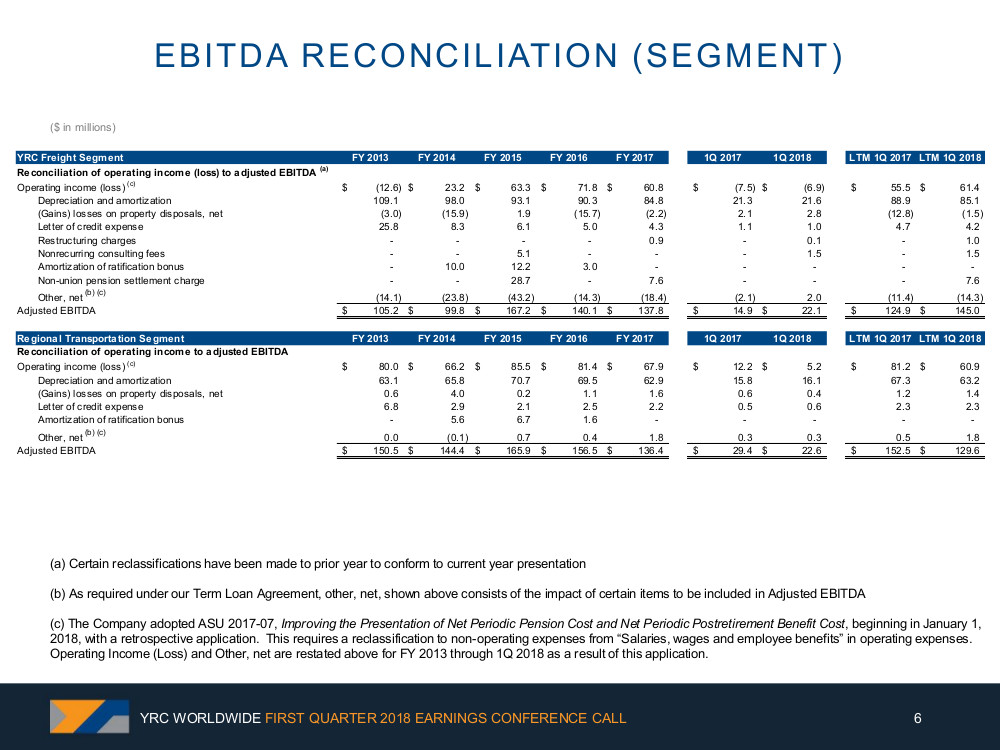 EBITDA RECONCILIATION (SEGMENT)
($ in millions)
YRC Freight Segment FY 2013 FY 2014 FY 2015 FY 2016 FY 2017 1Q 2017 1Q 2018 LTM 1Q 2017 LTM 1Q 2018
Reconciliation of operating income (loss) to adjusted EBITDA (a)
Operating income (loss) (c) $ (12.6) $ 23.2 $ 63.3 $ 71.8 $ 60.8 $ (7.5) $ (6.9) $ 55.5 $ 61.4
Depreciation and amortization 109.1 98.0 93.1 90.3 84.8 21.3 21.6 88.9 85.1
(Gains) losses on property disposals, net (3.0) (15.9) 1.9 (15.7) (2.2) 2.1 2.8 (12.8) (1.5)
Letter of credit expense 25.8 8.3 6.1 5.0 4.3 1.1 1.0 4.7 4.2
Restructuring charges - - - - 0.9 - 0.1 - 1.0
Nonrecurring consulting fees - - 5.1 - - - 1.5 - 1.5
Amortization of ratification bonus - 10.0 12.2 3.0 - - - - -
Non-union pension settlement charge - - 28.7 - 7.6 - - - 7.6
Other, net (b) (c) (14.1) (23.8) (43.2) (14.3) (18.4) (2.1) 2.0 (11.4) (14.3)
Adjusted EBITDA $ 105.2 $ 99.8 $ 167.2 $ 140.1 $ 137.8 $ 14.9 $ 22.1 $ 124.9 $ 145.0
Regional Transportation Segment FY 2013 FY 2014 FY 2015 FY 2016 FY 2017 1Q 2017 1Q 2018 LTM 1Q 2017 LTM 1Q 2018
Reconciliation of operating income to adjusted EBITDA
Operating income (loss) (c) $ 80.0 $ 66.2 $ 85.5 $ 81.4 $ 67.9 $ 12.2 $ 5.2 $ 81.2 $ 60.9
Depreciation and amortization 63.1 65.8 70.7 69.5 62.9 15.8 16.1 67.3 63.2
(Gains) losses on property disposals, net 0.6 4.0 0.2 1.1 1.6 0.6 0.4 1.2 1.4
Letter of credit expense 6.8 2.9 2.1 2.5 2.2 0.5 0.6 2.3 2.3
Amortization of ratification bonus - 5.6 6.7 1.6 - - - - -
Other, net (b) (c) 0.0 (0.1) 0.7 0.4 1.8 0.3 0.3 0.5 1.8
Adjusted EBITDA $ 150.5 $ 144.4 $ 165.9 $ 156.5 $ 136.4 $ 29.4 $ 22.6 $ 152.5 $ 129.6
(a) Certain reclassifications have been made to prior year to conform to current year presentation
(b) As required under our Term Loan Agreement, other, net, shown above consists of the impact of certain items to be included in Adjusted EBITDA
(c) The Company adopted ASU 2017-07, Improving the Presentation of Net Periodic Pension Cost and Net Periodic Postretirement Benefit Cost, beginning in January 1,
2018, with a retrospective application. This requires a reclassification to non-operating expenses from “Salaries, wages and employee benefits” in operating expenses.
Operating Income (Loss) and Other, net are restated above for FY 2013 through 1Q 2018 as a result of this application.
YRC WORLDWIDE FIRST QUARTER 2018 EARNINGS CONFERENCE CALL 6